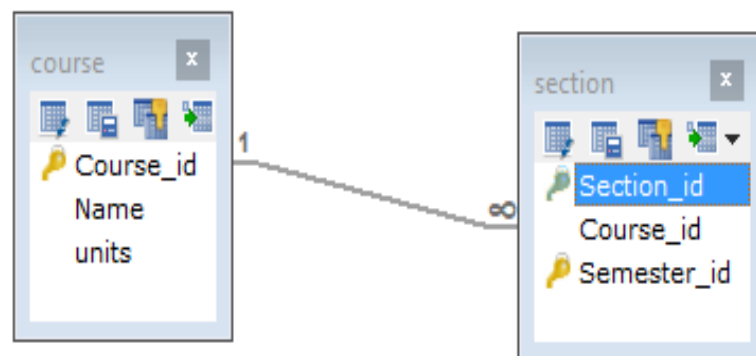 course
x
Course_id
Name
units
1
∞
section
x
Section_id
Course_id
Semester_id